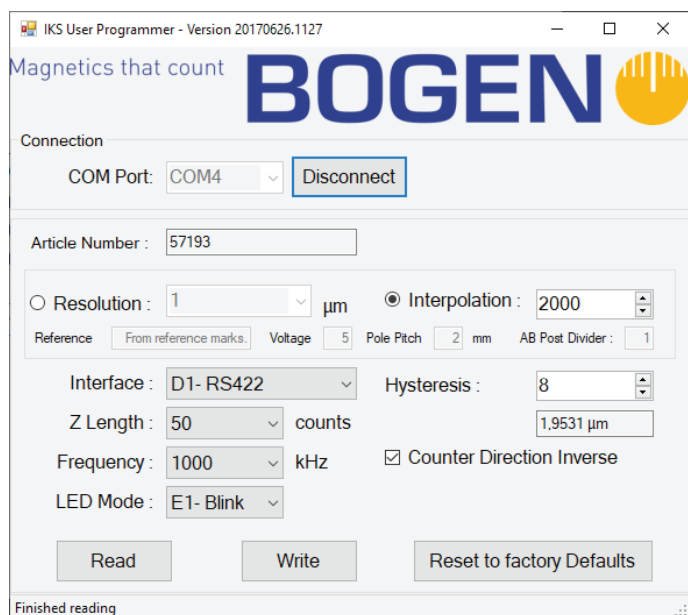 IKS User Programmer - Version 20170626.1127
Magnetics that count
BOGEN
Connection
COM Port: COM4 Disconnect
Article Number : 57193
Resolution : 1 µm Interpolation : 2000
Reference From reference marks. Voltage 5 Pole Pitch 2 mm AB Post Divider : 1
Interface : D1- RS422 Hysteresis : 8
Z Length : 50 counts 1,9531 µm
Frequency : 1000 kHz Counter Direction Inverse
LED Mode : E1- Blink
Read Write Reset to factory Defaults
Finished reading